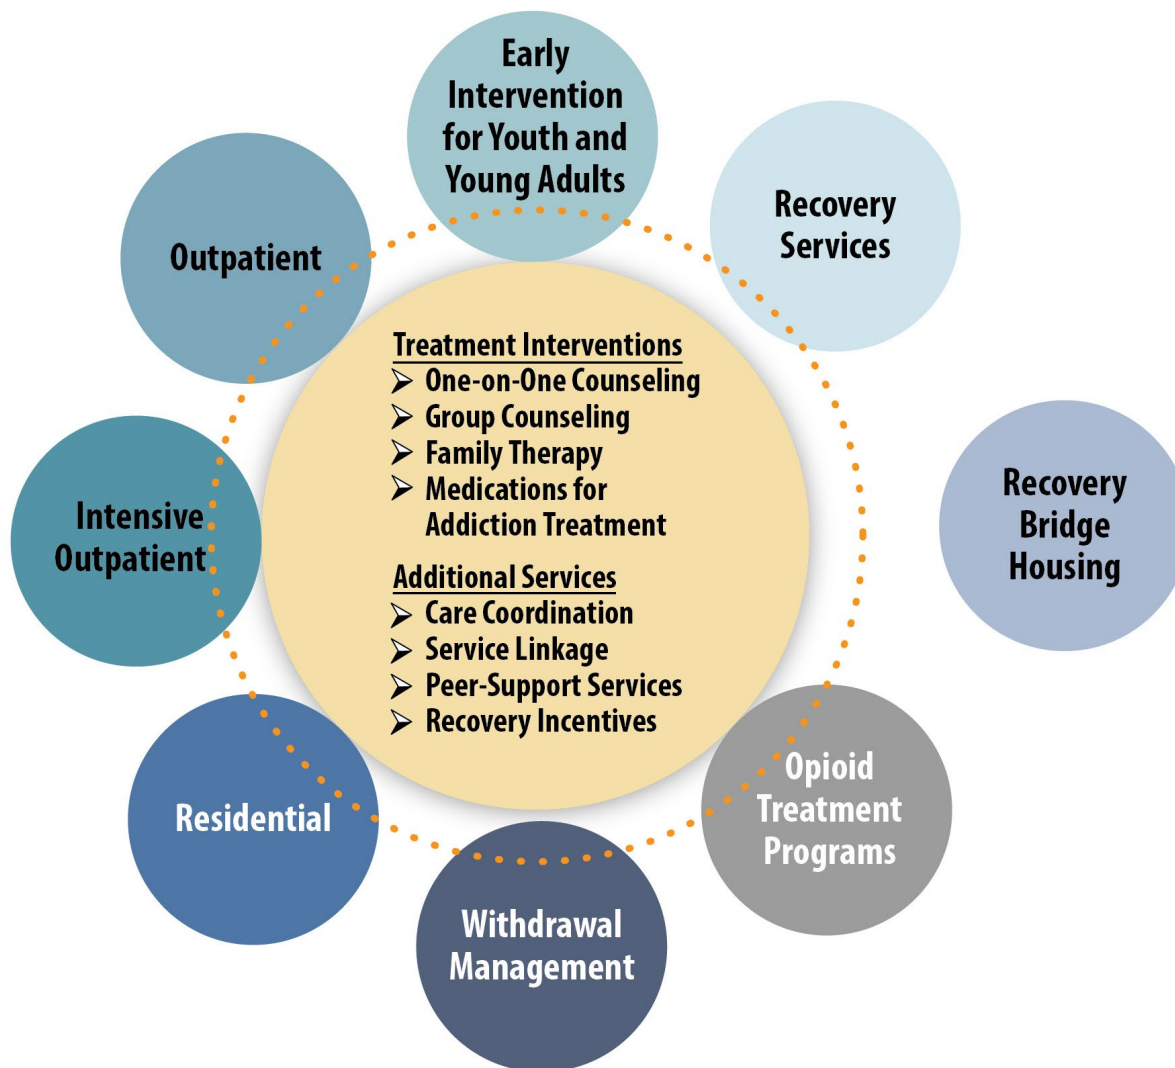 Early
Intervention
for Youth and
Young Adults
Recovery
Services
Outpatient
Treatment Interventions
One-on-One Counseling
Group Counseling
Family Therapy
Medications for
Addiction Treatment
Additional Services
Care Coordination
Service Linkage
Peer-Support Services
Recovery Incentives
Intensive
Outpatient
Recovery
Bridge
Housing
Residential
Opioid
Treatment
Programs
Withdrawal
Management